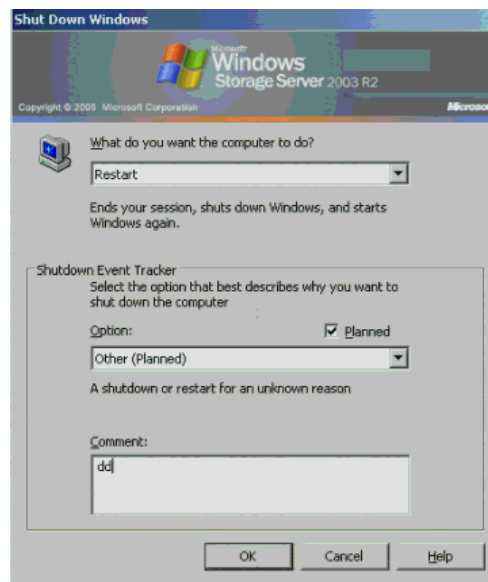 Shut Down Windows
Microsoft
Windows
Storage Server 2003 R2
Copyright © 2005 Microsoft Corporation
Microso
What do you want the computer to do?
Restart
Ends your session, shuts down Windows, and starts
Windows again.
Shutdown Event Tracker
Select the option that best describes why you want to
shut down the computer
Option:
Planned
Other (Planned)
A shutdown or restart for an unknown reason
Comment:
dd
OK
Cancel
Help